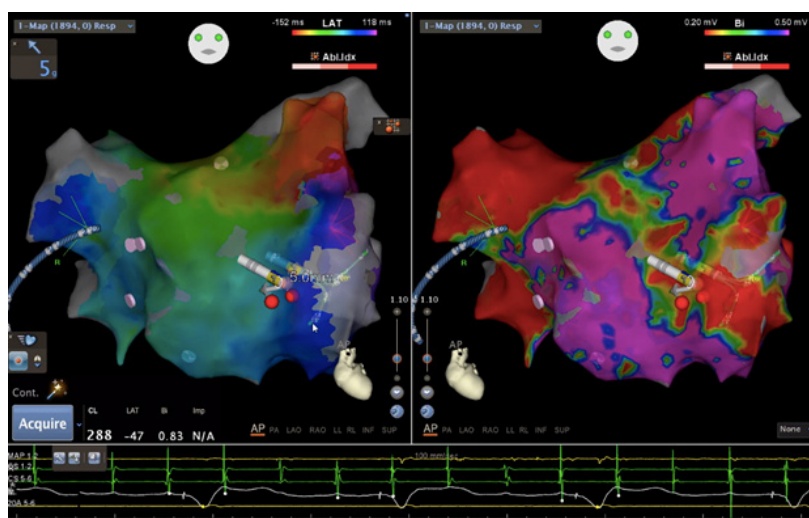 1-Map (1894, 0) Resp
-152 ms LAT 118 ms
Abl.Idx
5g
R
1.10
AP
Cont.
Acquire
CL LAT Bi Imp.
288 -47 0.83 N/A
AP PA LAO RAO LL RL INF SUP
1-Map (1894, 0) Resp
0.20 mV Bi 0.50 mV
Abl.Idx
R
1.10
AP
AP PA LAO RAO LL RL INF SUP
None
MAP 1-2
CS 1-2
CS 5-6
20A 5-6
100 mm/sec